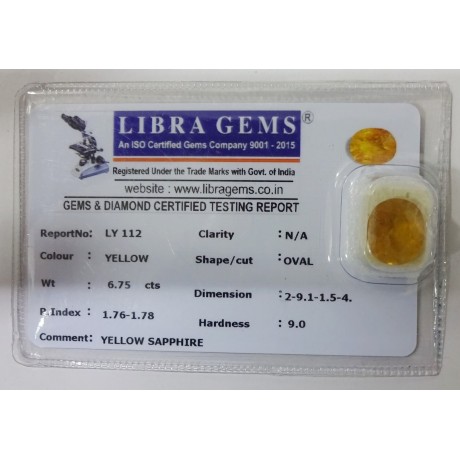 LIBRA GEMS ®
An ISO Certified Gems Company 9001 - 2015
Registered Under the Trade Marks with Govt. of India
website : www.libragems.co.in
GEMS & DIAMOND CERTIFIED TESTING REPORT
ReportNo: LY 112 Clarity : N/A
Colour : YELLOW Shape/cut : OVAL
Wt : 6.75 cts Dimension : 2-9.1-1.5-4.
R.Index : 1.76-1.78 Hardness : 9.0
Comment: YELLOW SAPPHIRE